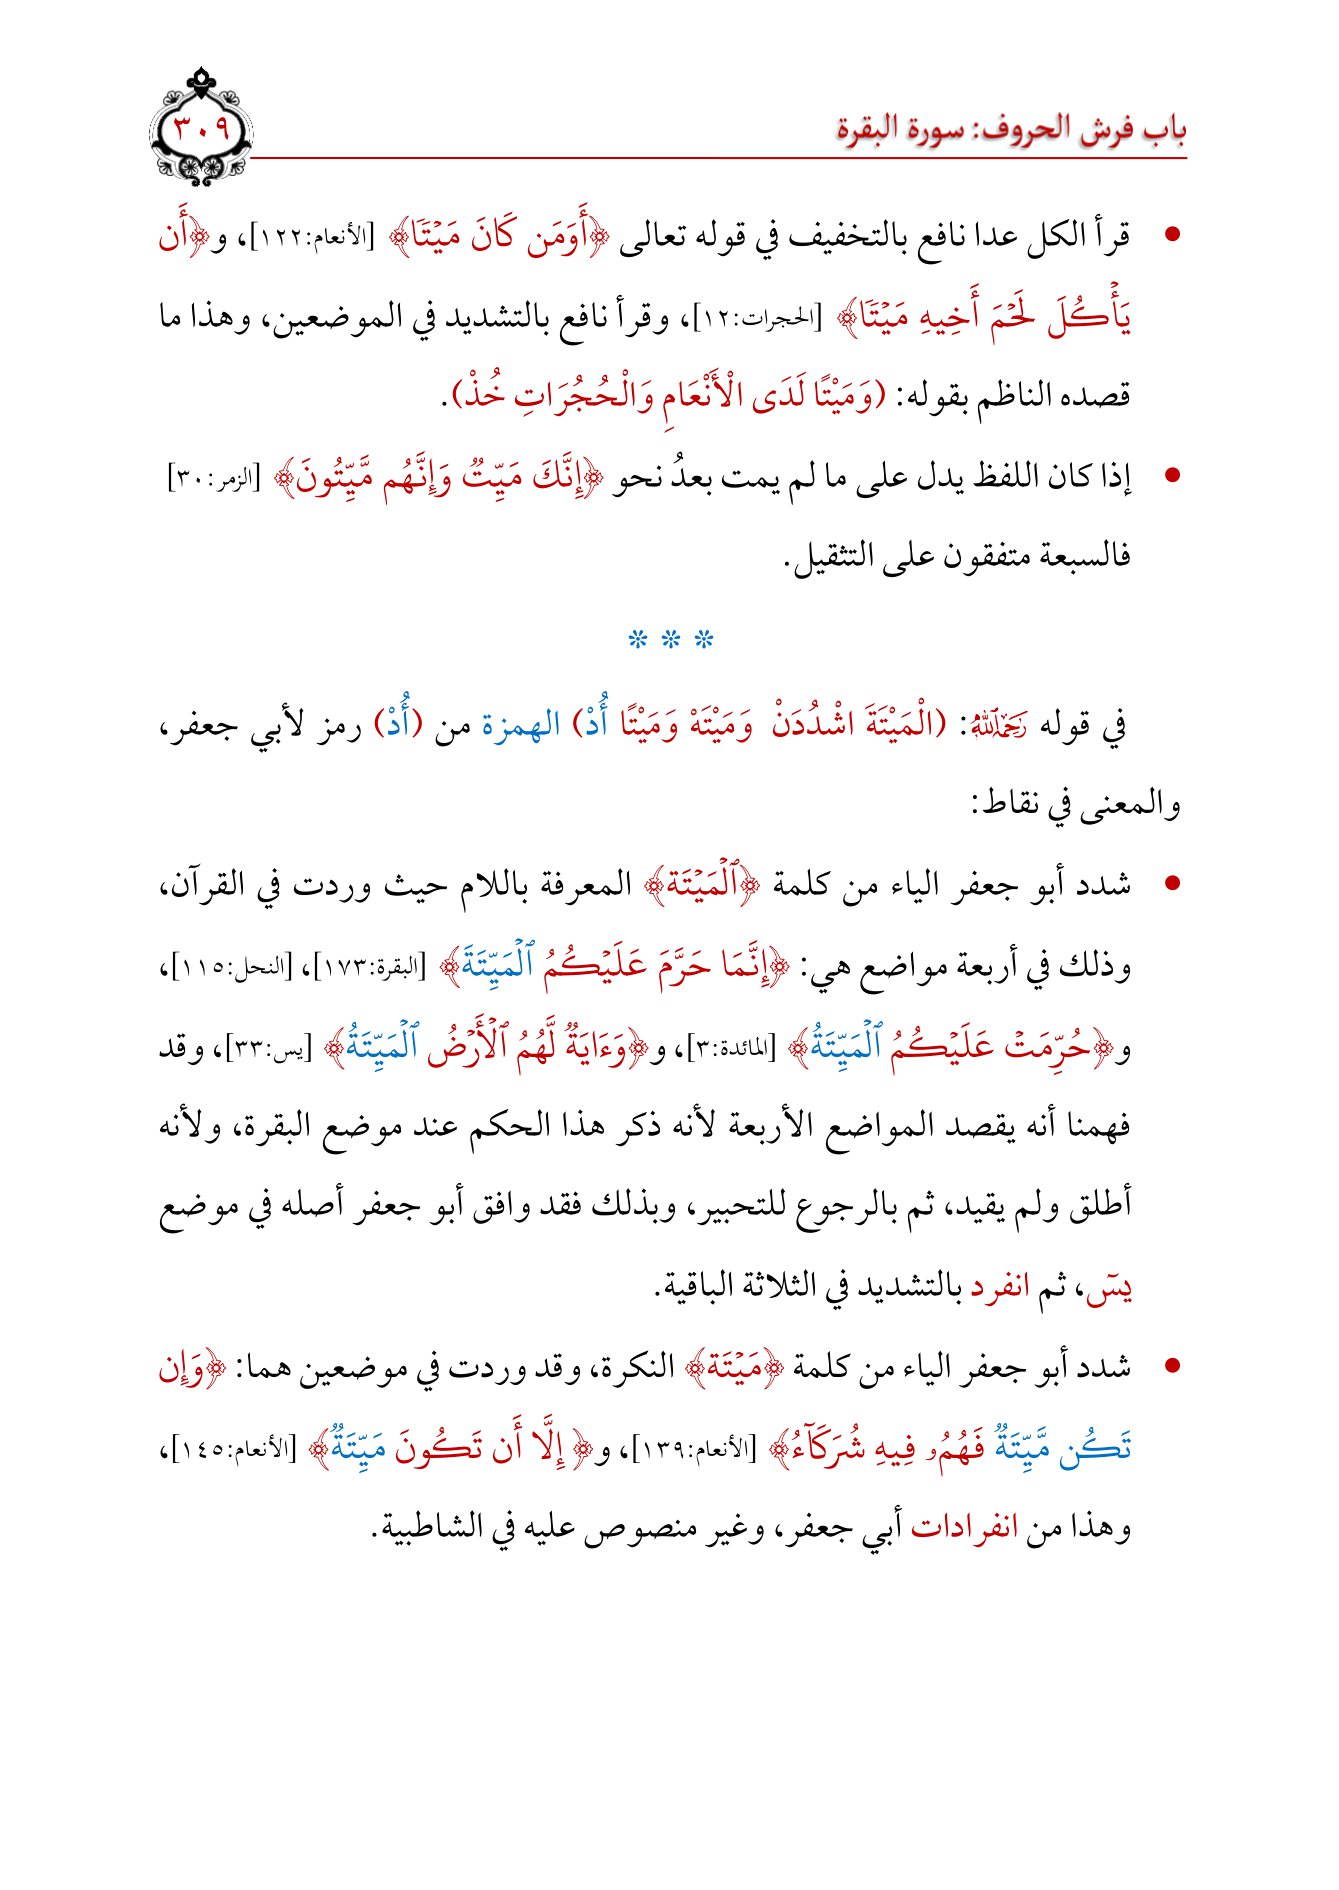 باب فرش الحروف: سورة البقرة
٣٠٩
• قرأ الكل عدا نافع بالتخفيف في قوله تعالى ﴿أَوَمَن كَانَ مَيۡتٗا﴾ [الأنعام:١٢٢]، و﴿أَن
يَأۡكُلَ لَحۡمَ أَخِيهِ مَيۡتٗا﴾ [الحجرات:١٢]، وقرأ نافع بالتشديد في الموضعين، وهذا ما
قصده الناظم بقوله: (وَمَيْتًا لَدَى الْأَنْعَامِ وَالْحُجُرَاتِ خُذْ).
• إذا كان اللفظ يدل على ما لم يمت بعدُ نحو ﴿إِنَّكَ مَيِّتٞ وَإِنَّهُم مَّيِّتُونَ﴾ [الزمر:٣٠]
فالسبعة متفقون على التثقيل.
* * *
في قوله رَحِمَهُ ٱللَّهُ: (الْمَيْتَةَ اشْدُدَنْ وَمَيْتَهْ وَمَيْتًا أُدْ) الهمزة من (أُدْ) رمز لأبي جعفر،
والمعنى في نقاط:
• شدد أبو جعفر الياء من كلمة ﴿ٱلۡمَيۡتَة﴾ المعرفة باللام حيث وردت في القرآن،
وذلك في أربعة مواضع هي: ﴿إِنَّمَا حَرَّمَ عَلَيۡكُمُ ٱلۡمَيِّتَةَ﴾ [البقرة:١٧٣]، [النحل:١١٥]،
و﴿حُرِّمَتۡ عَلَيۡكُمُ ٱلۡمَيِّتَةُ﴾ [المائدة:٣]، و﴿وَءَايَةٞ لَّهُمُ ٱلۡأَرۡضُ ٱلۡمَيِّتَةُ﴾ [يس:٣٣]، وقد
فهمنا أنه يقصد المواضع الأربعة لأنه ذكر هذا الحكم عند موضع البقرة، ولأنه
أطلق ولم يقيد، ثم بالرجوع للتحبير، وبذلك فقد وافق أبو جعفر أصله في موضع
يسٓ، ثم انفرد بالتشديد في الثلاثة الباقية.
• شدد أبو جعفر الياء من كلمة ﴿مَيۡتَة﴾ النكرة، وقد وردت في موضعين هما: ﴿وَإِن
تَكُن مَّيِّتَةٞ فَهُمۡ فِيهِ شُرَكَآءُ﴾ [الأنعام:١٣٩]، و﴿إِلَّا أَن تَكُونَ مَيِّتَةٌ﴾ [الأنعام:١٤٥]،
وهذا من انفرادات أبي جعفر، وغير منصوص عليه في الشاطبية.